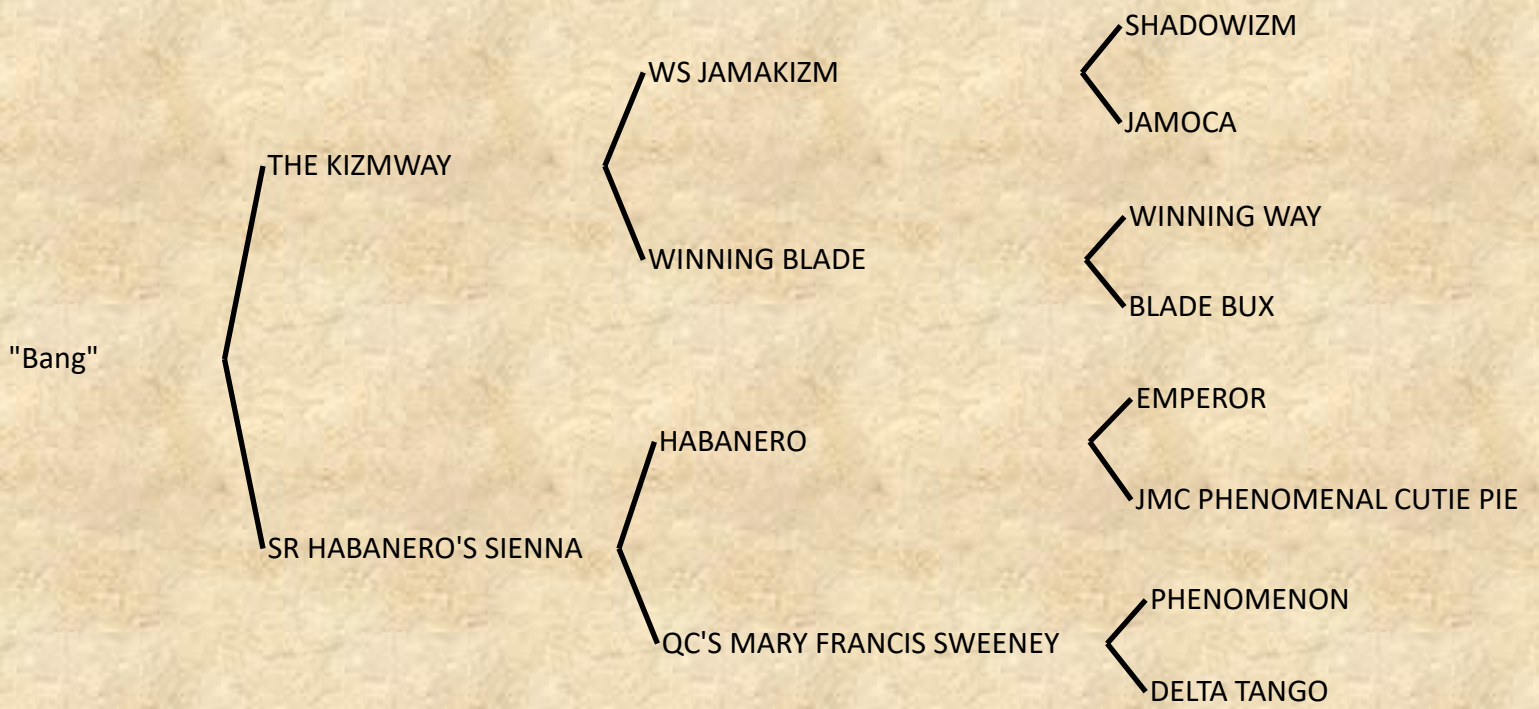 SHADOWIZM
WS JAMAKIZM
JAMOCA
THE KIZMWAY
WINNING WAY
WINNING BLADE
BLADE BUX
"Bang"
EMPEROR
HABANERO
JMC PHENOMENAL CUTIE PIE
SR HABANERO'S SIENNA
PHENOMENON
QC'S MARY FRANCIS SWEENEY
DELTA TANGO